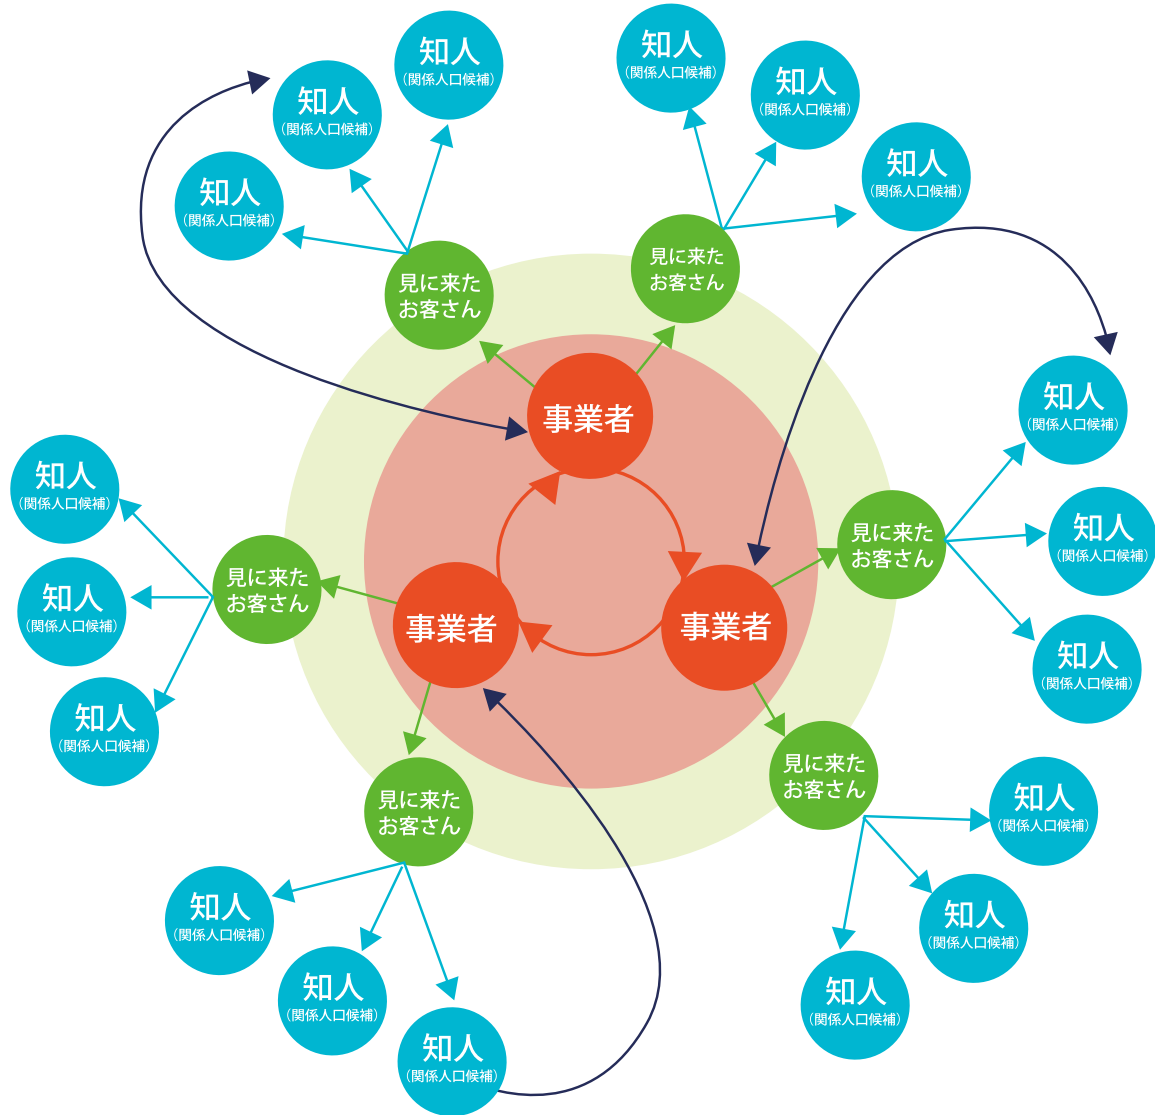 知人
（関係人口候補）
知人
（関係人口候補）
知人
（関係人口候補）
知人
（関係人口候補）
知人
（関係人口候補）
知人
（関係人口候補）
見に来た
お客さん
見に来た
お客さん
事業者
知人
（関係人口候補）
知人
（関係人口候補）
知人
（関係人口候補）
見に来た
お客さん
知人
（関係人口候補）
知人
（関係人口候補）
知人
（関係人口候補）
見に来た
お客さん
事業者
事業者
見に来た
お客さん
見に来た
お客さん
知人
（関係人口候補）
知人
（関係人口候補）
知人
（関係人口候補）
知人
（関係人口候補）
知人
（関係人口候補）
知人
（関係人口候補）